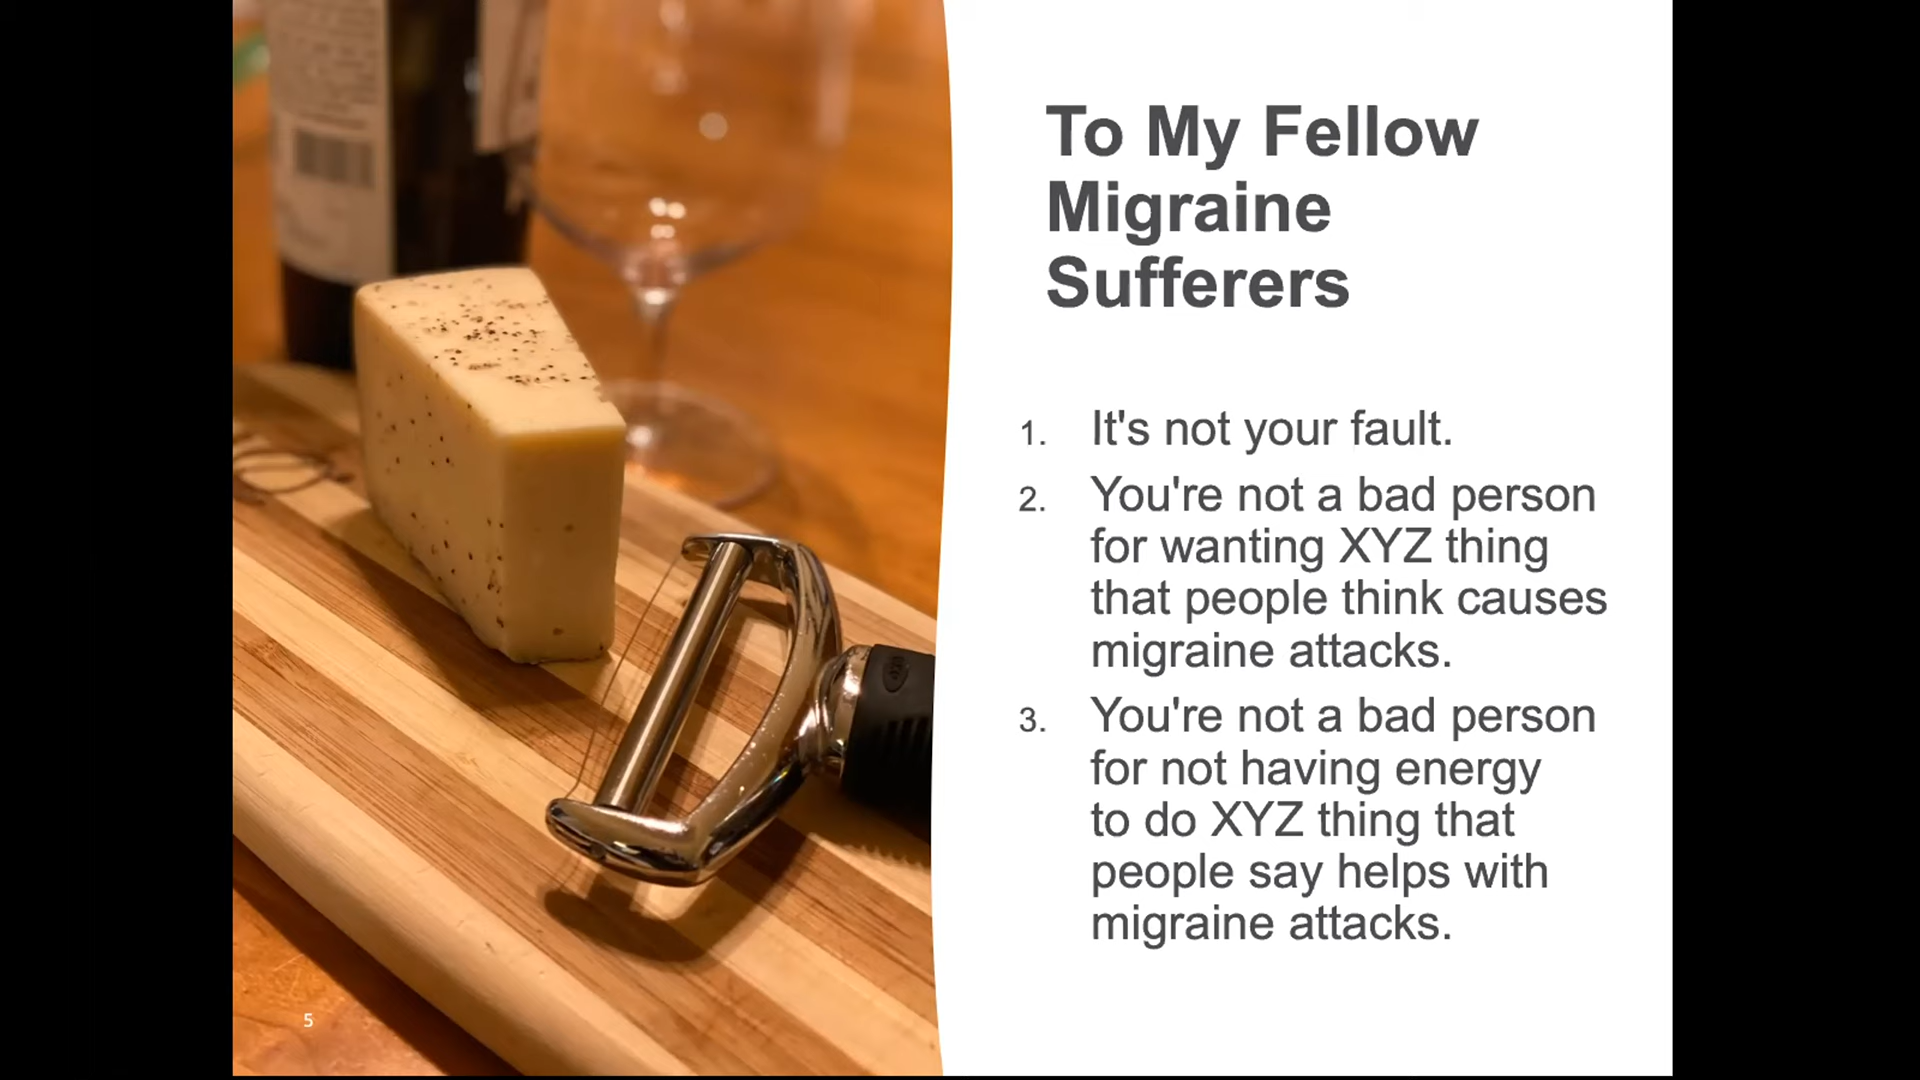 To My Fellow
Migraine
Sufferers
1. It's not your fault.
2. You're not a bad person
for wanting XYZ thing
that people think causes
migraine attacks.
3. You're not a bad person
for not having energy
to do XYZ thing that
people say helps with
migraine attacks.
5